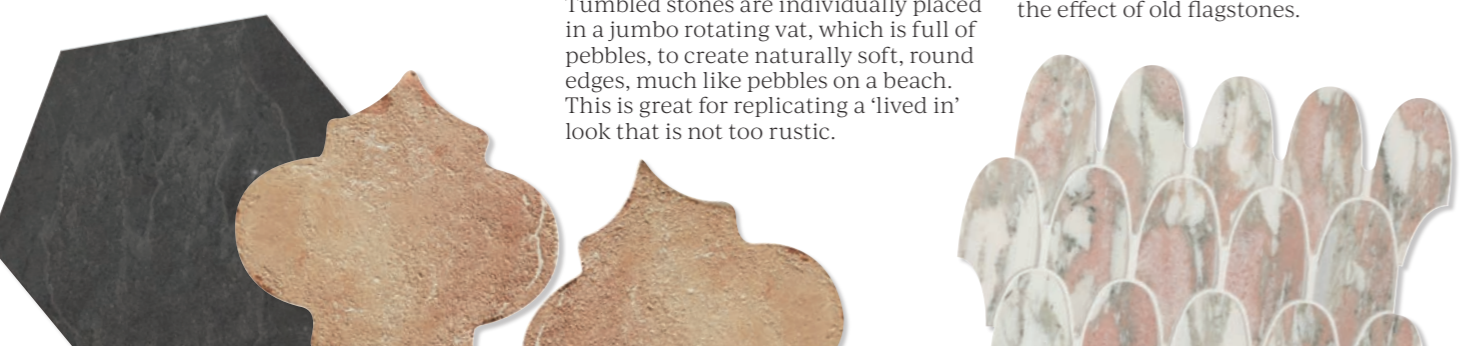 Tumbled stones are individually placed
in a jumbo rotating vat, which is full of
pebbles, to create naturally soft, round
edges, much like pebbles on a beach.
This is great for replicating a ‘lived in’
look that is not too rustic.
the effect of old flagstones.